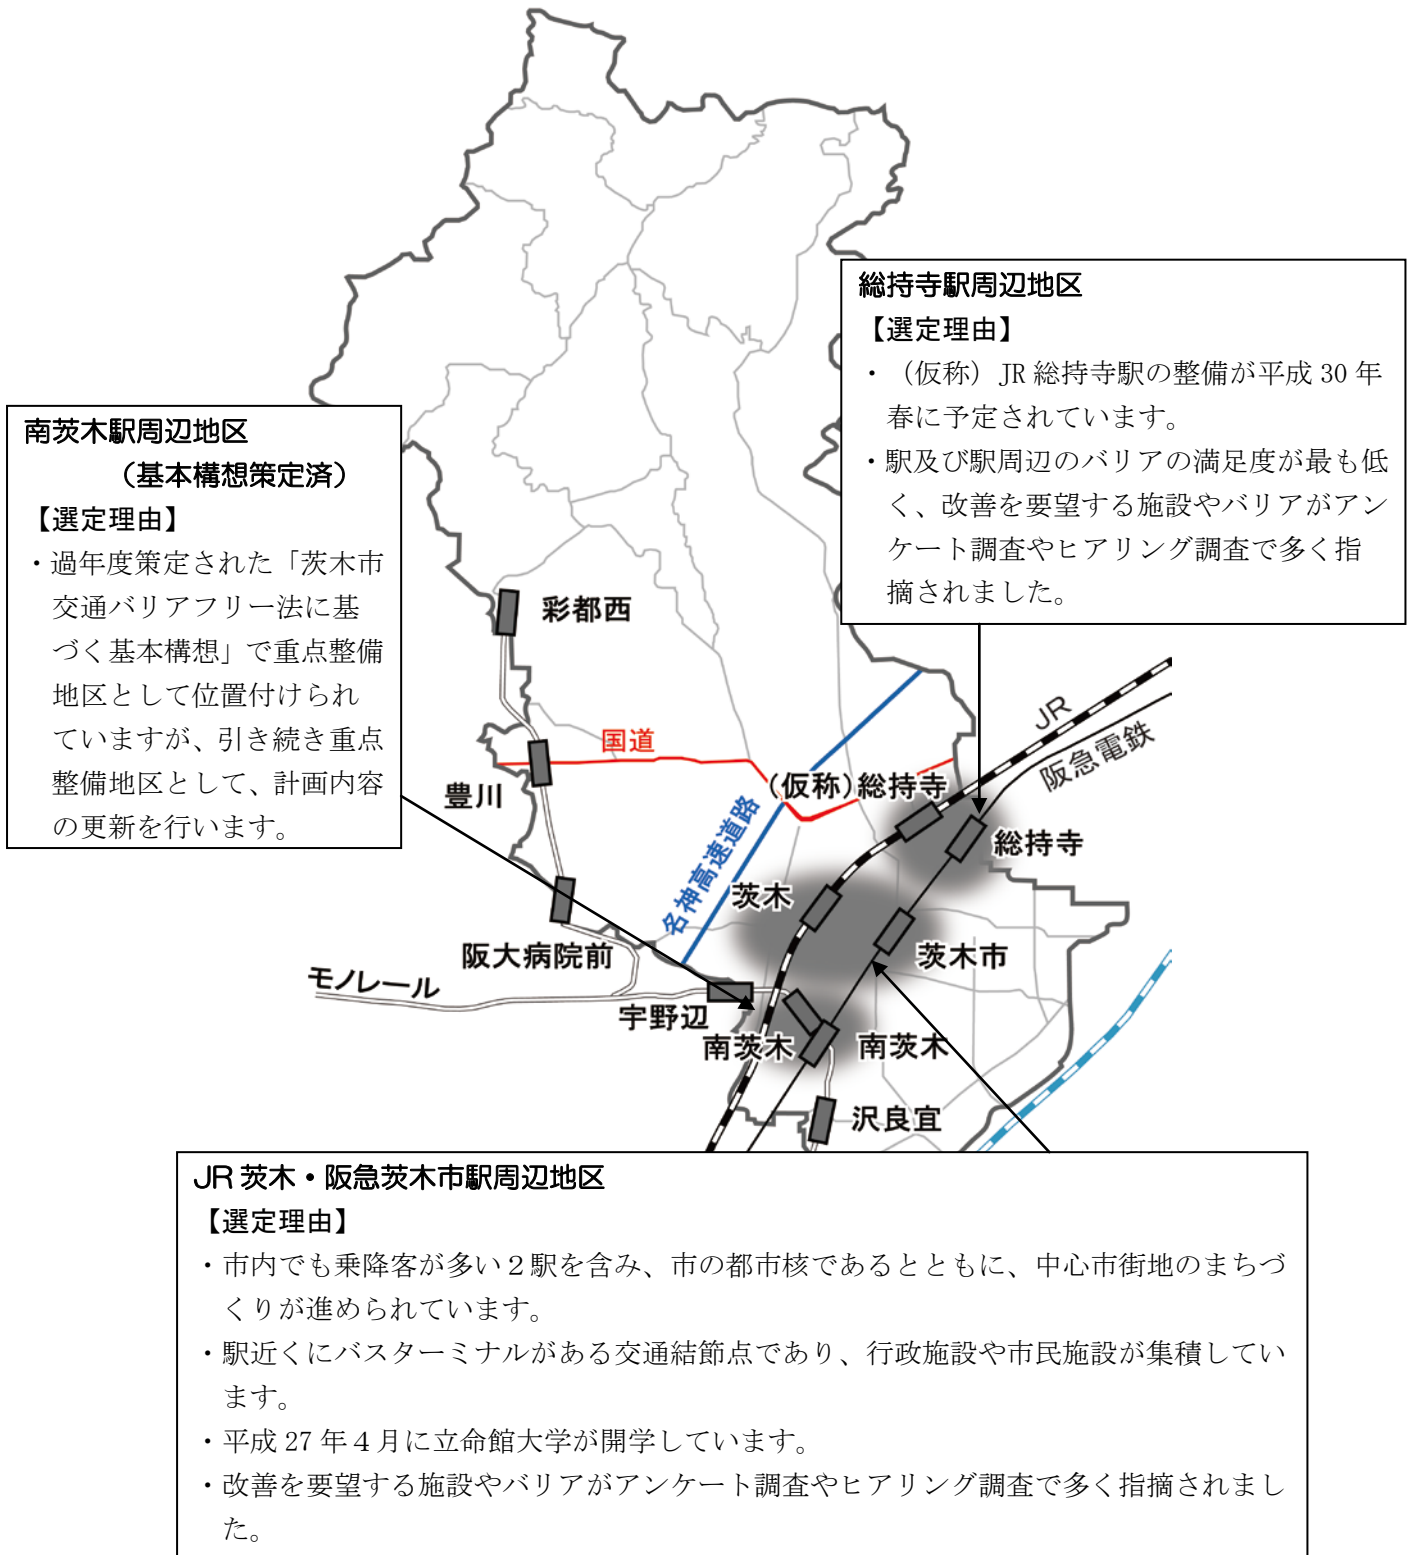 総持寺駅周辺地区
【選定理由】
・（仮称）JR 総持寺駅の整備が平成 30 年
春に予定されています。
・駅及び駅周辺のバリアの満足度が最も低
く、改善を要望する施設やバリアがアン
ケート調査やヒアリング調査で多く指
摘されました。
南茨木駅周辺地区
（基本構想策定済）
【選定理由】
・過年度策定された「茨木市
交通バリアフリー法に基
づく基本構想」で重点整備
地区として位置付けられ
ていますが、引き続き重点
整備地区として、計画内容
の更新を行います。
彩都西
JR
阪急電鉄
国道
(仮称)総持寺
豊川
名神高速道路
総持寺
茨木
阪大病院前
茨木市
モノレール
宇野辺
南茨木
南茨木
沢良宜
JR 茨木・阪急茨木市駅周辺地区
【選定理由】
・市内でも乗降客が多い２駅を含み、市の都市核であるとともに、中心市街地のまちづ
くりが進められています。
・駅近くにバスターミナルがある交通結節点であり、行政施設や市民施設が集積してい
ます。
・平成 27 年４月に立命館大学が開学しています。
・改善を要望する施設やバリアがアンケート調査やヒアリング調査で多く指摘されまし
た。